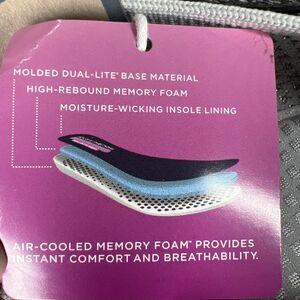 MOLDED DUAL-LITE® BASE MATERIAL
HIGH-REBOUND MEMORY FOAM
MOISTURE-WICKING INSOLE LINING
AIR-COOLED MEMORY FOAM™ PROVIDES
INSTANT COMFORT AND BREATHABILITY.